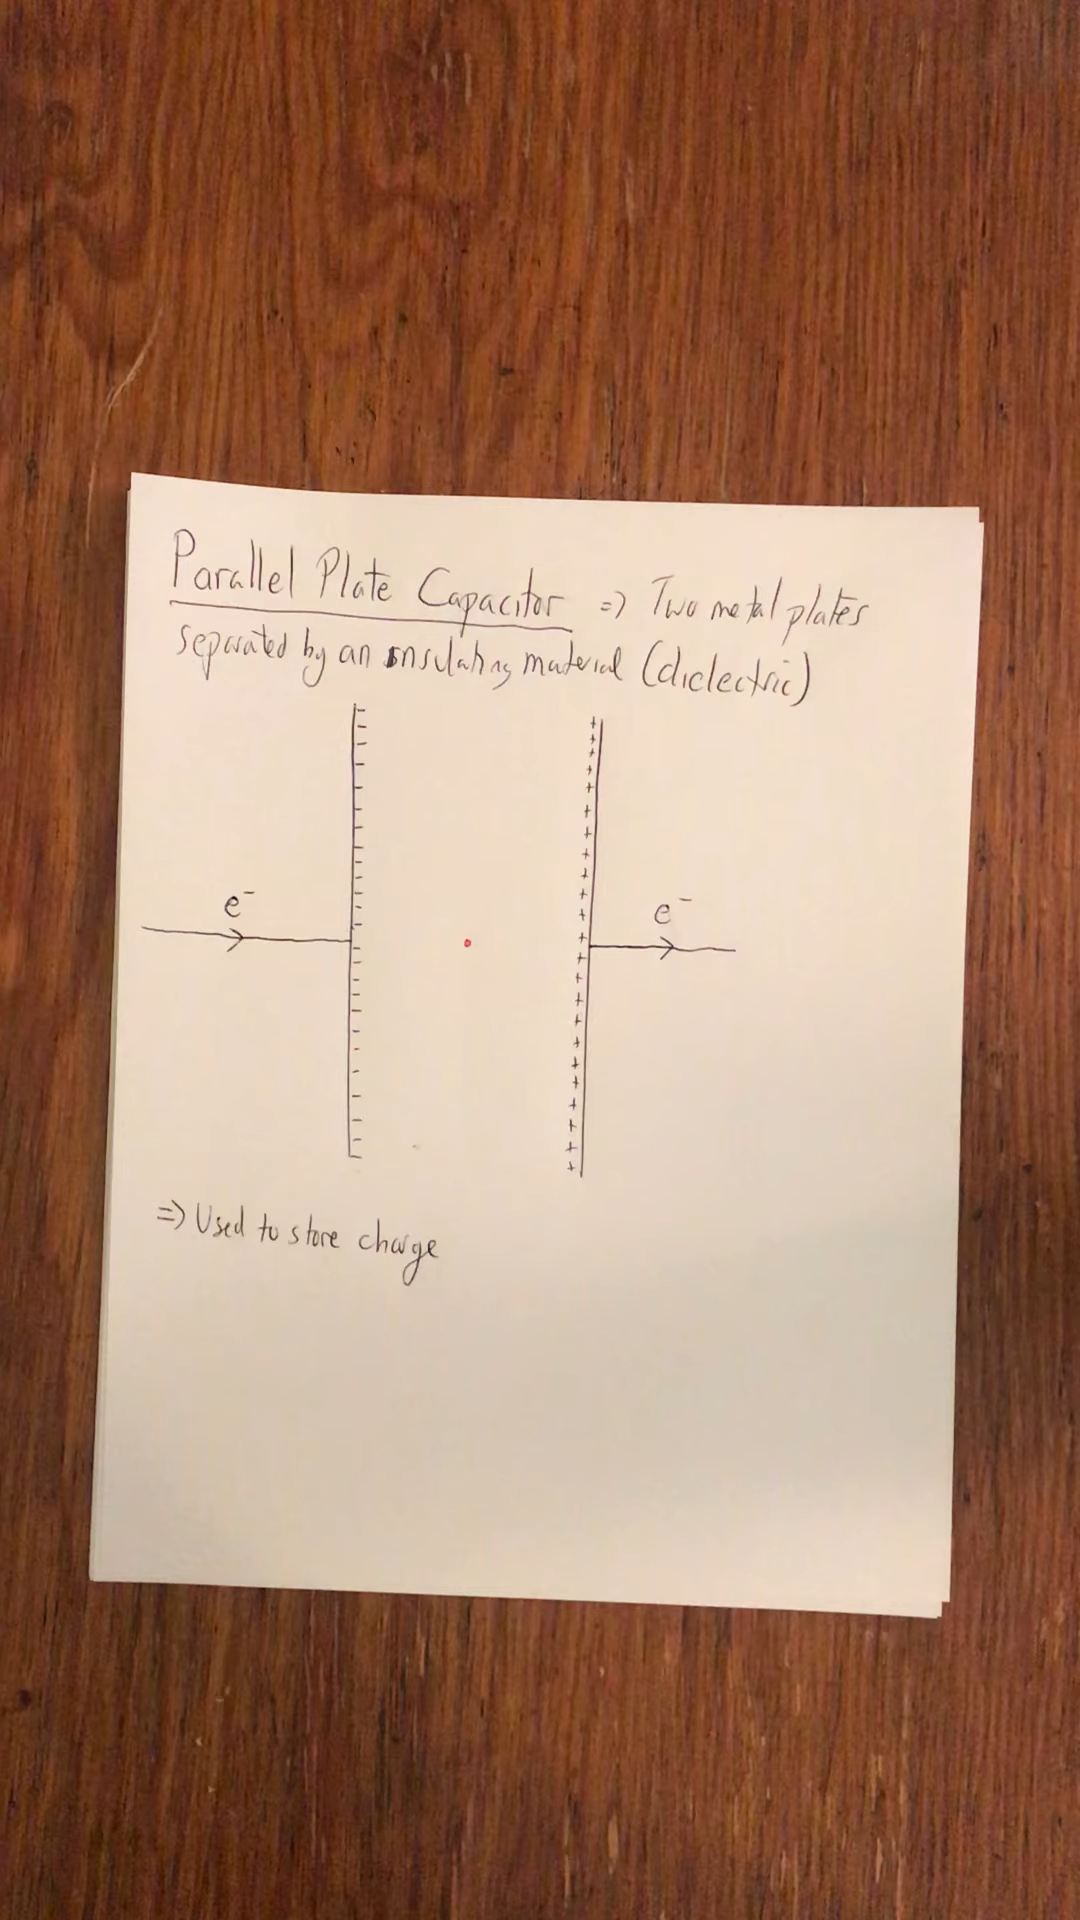 Parallel Plate Capacitor => Two metal plates
separated by an insulating material (dielectric)
e⁻ e⁻
=> Used to store charge